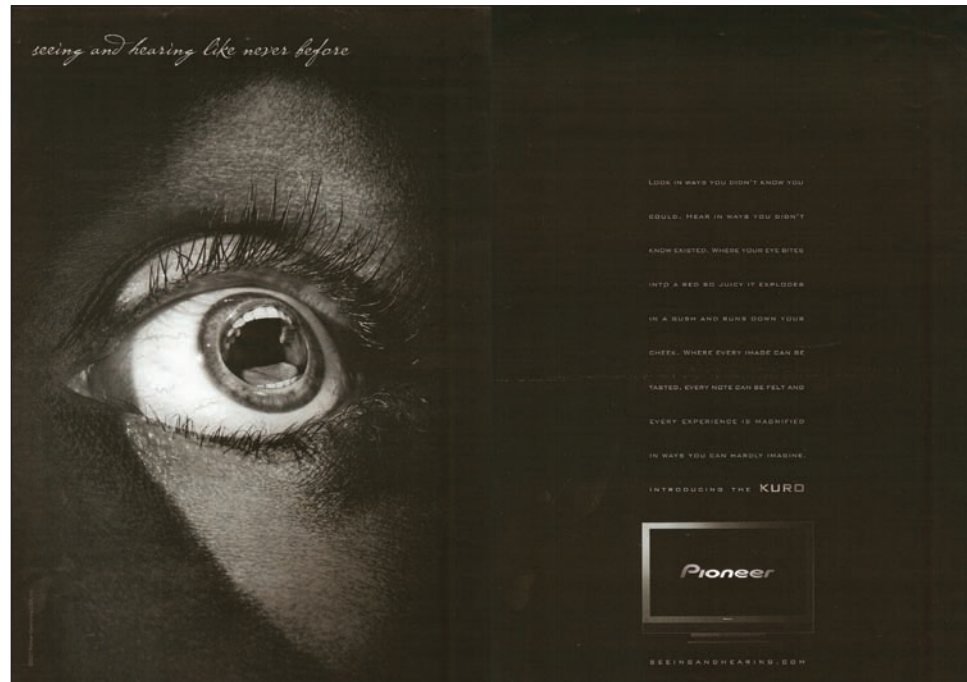 seeing and hearing like never before
LOOK IN WAYS YOU DIDN'T KNOW YOU
COULD. HEAR IN WAYS YOU DIDN'T
KNOW EXISTED. WHERE YOUR EYE BITES
INTO A RED SO JUICY IT EXPLODES
IN A GUSH AND RUNS DOWN YOUR
CHEEK. WHERE EVERY IMAGE CAN BE
TASTED, EVERY NOTE CAN BE FELT AND
EVERY EXPERIENCE IS MAGNIFIED
IN WAYS YOU CAN HARDLY IMAGINE.
INTRODUCING THE KURO
Pioneer
SEEINGANDHEARING.COM